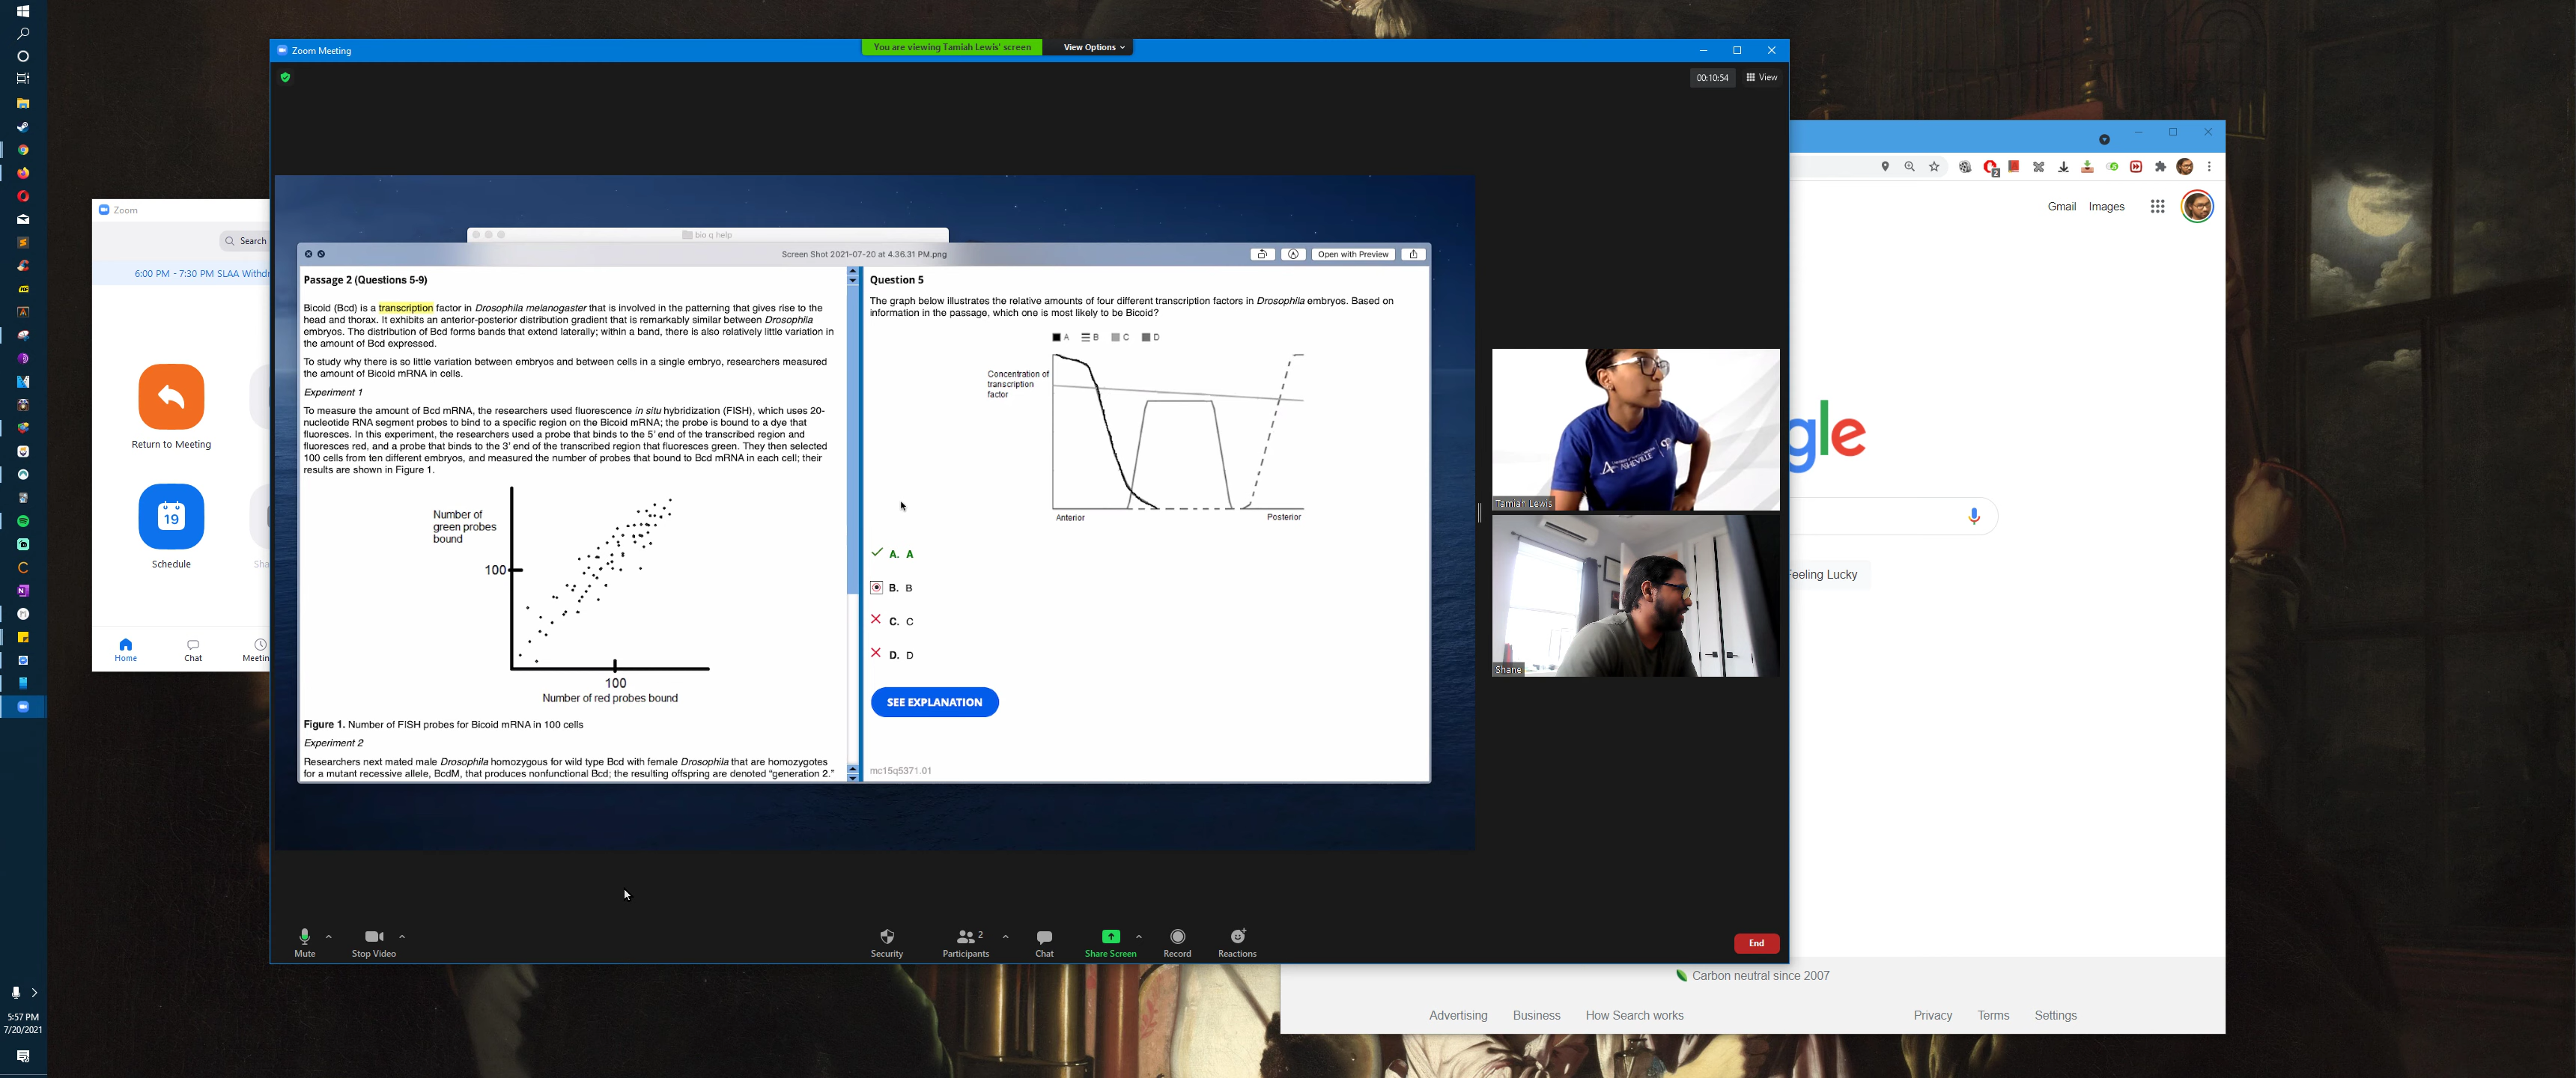 Zoom Meeting
You are viewing Tamiah Lewis' screen
View Options
00:10:54
View
Zoom
Search
6:00 PM - 7:30 PM SLAA Withdr
Return to Meeting
19
Schedule
Sha
Home
Chat
Meetin
bio q help
Screen Shot 2021-07-20 at 4.36.31 PM.png
Open with Preview
Passage 2 (Questions 5-9)
Bicoid (Bcd) is a transcription factor in Drosophila melanogaster that is involved in the patterning that gives rise to the
head and thorax. It exhibits an anterior-posterior distribution gradient that is remarkably similar between Drosophila
embryos. The distribution of Bcd forms bands that extend laterally; within a band, there is also relatively little variation in
the amount of Bcd expressed.
To study why there is so little variation between embryos and between cells in a single embryo, researchers measured
the amount of Bicoid mRNA in cells.
Experiment 1
To measure the amount of Bcd mRNA, the researchers used fluorescence in situ hybridization (FISH), which uses 20-
nucleotide RNA segment probes to bind to a specific region on the Bicoid mRNA; the probe is bound to a dye that
fluoresces. In this experiment, the researchers used a probe that binds to the 5' end of the transcribed region and
fluoresces red, and a probe that binds to the 3' end of the transcribed region that fluoresces green. They then selected
100 cells from ten different embryos, and measured the number of probes that bound to Bcd mRNA in each cell; their
results are shown in Figure 1.
Number of
green probes
bound
100
100
Number of red probes bound
Figure 1. Number of FISH probes for Bicoid mRNA in 100 cells
Experiment 2
Researchers next mated male Drosophila homozygous for wild type Bcd with female Drosophila that are homozygotes
for a mutant recessive allele, BcdM, that produces nonfunctional Bcd; the resulting offspring are denoted "generation 2."
Question 5
The graph below illustrates the relative amounts of four different transcription factors in Drosophila embryos. Based on
information in the passage, which one is most likely to be Bicoid?
A B C D
Concentration of
transcription
factor
Anterior
Posterior
A. A
B. B
C. C
D. D
SEE EXPLANATION
mc15q5371.01
ASHEVILLE
Tamiah Lewis
Shane
Mute
Stop Video
Security
Participants
2
Chat
Share Screen
Record
Reactions
End
2
Gmail
Images
gle
Feeling Lucky
Carbon neutral since 2007
Advertising
Business
How Search works
Privacy
Terms
Settings
5:57 PM
7/20/2021